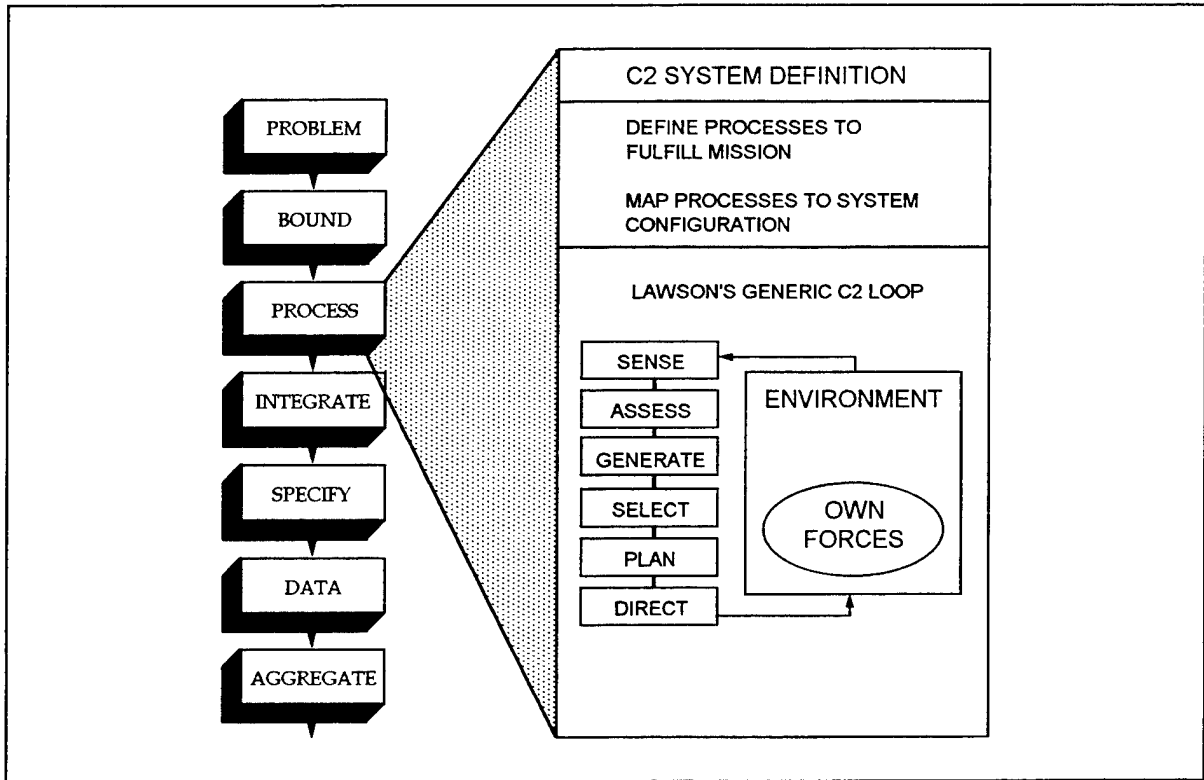 PROBLEM
BOUND
PROCESS
INTEGRATE
SPECIFY
DATA
AGGREGATE
C2 SYSTEM DEFINITION
DEFINE PROCESSES TO
FULFILL MISSION
MAP PROCESSES TO SYSTEM
CONFIGURATION
LAWSON'S GENERIC C2 LOOP
SENSE
ASSESS
GENERATE
SELECT
PLAN
DIRECT
ENVIRONMENT
OWN
FORCES